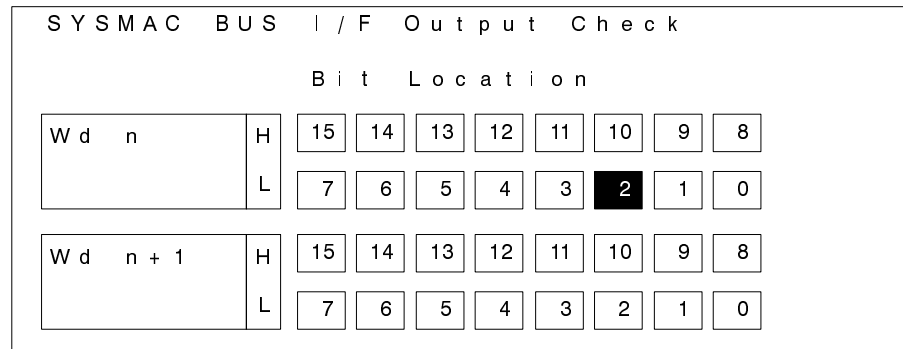 SYSMAC BUS I/F Output Check
Bit Location
Wd n H 15 14 13 12 11 10 9 8
L 7 6 5 4 3 2 1 0
Wd n+1 H 15 14 13 12 11 10 9 8
L 7 6 5 4 3 2 1 0